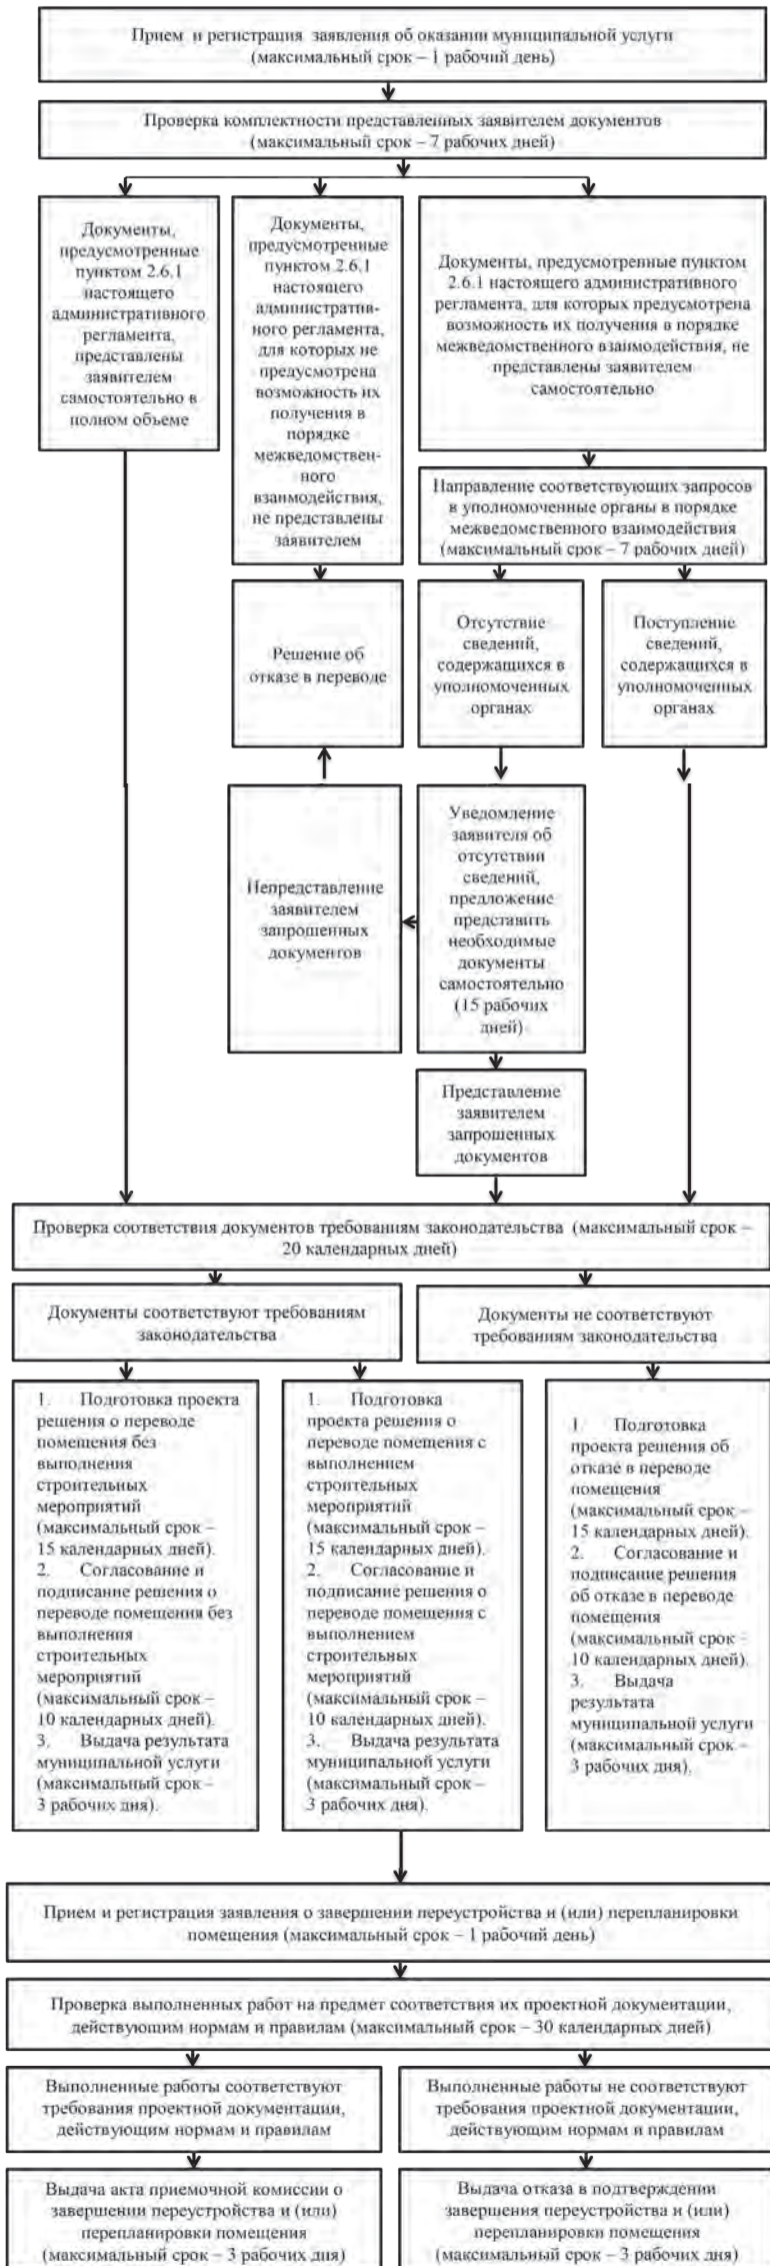 Прием и регистрация заявления об оказании муниципальной услуги
(максимальный срок – 1 рабочий день)
Проверка комплектности представленных заявителем документов
(максимальный срок – 7 рабочих дней)
Документы,
предусмотренные
пунктом 2.6.1
настоящего
административного
регламента,
представлены
заявителем
самостоятельно в
полном объеме
Документы,
предусмотренные
пунктом 2.6.1
настоящего
административ-
ного регламента,
для которых не
предусмотрена
возможность их
получения в
порядке
межведомствен-
ного
взаимодействия,
не представлены
заявителем
Документы, предусмотренные пунктом
2.6.1 настоящего административного
регламента, для которых предусмотрена
возможность их получения в порядке
межведомственного взаимодействия, не
представлены заявителем
самостоятельно
Направление соответствующих запросов
в уполномоченные органы в порядке
межведомственного взаимодействия
(максимальный срок – 7 рабочих дней)
Решение об
отказе в переводе
Отсутствие
сведений,
содержащихся в
уполномоченных
органах
Поступление
сведений,
содержащихся в
уполномоченных
органах
Непредставление
заявителем
запрошенных
документов
Уведомление
заявителя об
отсутствии
сведений,
предложение
представить
необходимые
документы
самостоятельно
(15 рабочих
дней)
Представление
заявителем
запрошенных
документов
Проверка соответствия документов требованиям законодательства (максимальный срок –
20 календарных дней)
Документы соответствуют требованиям
законодательства
Документы не соответствуют
требованиям законодательства
1. Подготовка проекта
решения о переводе
помещения без
выполнения
строительных
мероприятий
(максимальный срок –
15 календарных дней).
2. Согласование и
подписание решения о
переводе помещения без
выполнения
строительных
мероприятий
(максимальный срок –
10 календарных дней).
3. Выдача результата
муниципальной услуги
(максимальный срок –
3 рабочих дня).
1. Подготовка
проекта решения о
переводе помещения с
выполнением
строительных
мероприятий
(максимальный срок –
15 календарных дней).
2. Согласование и
подписание решения о
переводе помещения с
выполнением
строительных
мероприятий
(максимальный срок –
10 календарных дней).
3. Выдача результата
муниципальной услуги
(максимальный срок –
3 рабочих дня).
1. Подготовка
проекта решения об
отказе в переводе
помещения
(максимальный срок –
15 календарных дней).
2. Согласование и
подписание решения
об отказе в переводе
помещения
(максимальный срок –
10 календарных дней).
3. Выдача
результата
муниципальной услуги
(максимальный срок –
3 рабочих дня).
Прием и регистрация заявления о завершении переустройства и (или) перепланировки
помещения (максимальный срок – 1 рабочий день)
Проверка выполненных работ на предмет соответствия их проектной документации,
действующим нормам и правилам (максимальный срок – 30 календарных дней)
Выполненные работы соответствуют
требования проектной документации,
действующим нормам и правилам
Выполненные работы не соответствуют
требования проектной документации,
действующим нормам и правилам
Выдача акта приемочной комиссии о
завершении переустройства и (или)
перепланировки помещения
(максимальный срок – 3 рабочих дня)
Выдача отказа в подтверждении
завершения переустройства и (или)
перепланировки помещения
(максимальный срок – 3 рабочих дня)